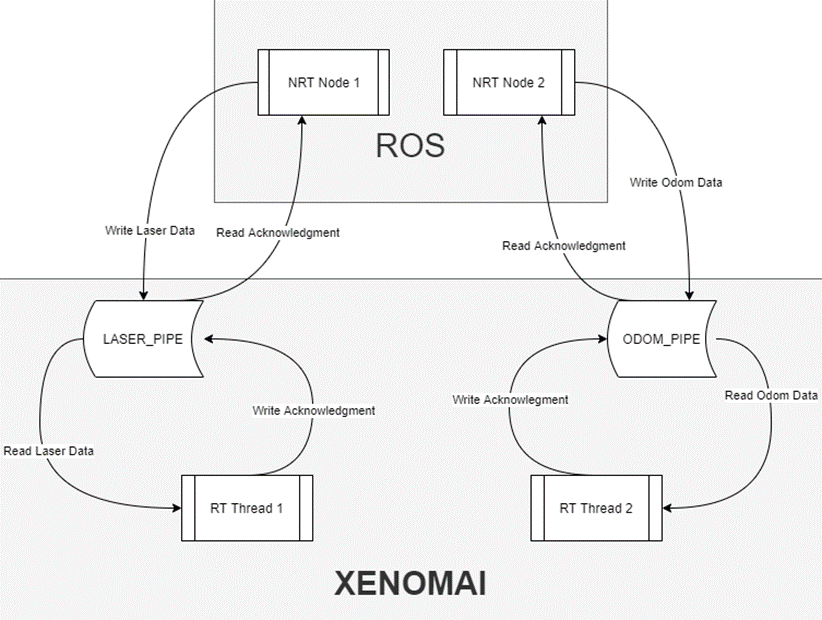 NRT Node 1
NRT Node 2
ROS
Write Odom Data
Write Laser Data
Read Acknowledgment
Read Acknowledgment
LASER_PIPE
ODOM_PIPE
Read Odom Data
Write Acknowledgment
Write Acknowlegment
Read Laser Data
RT Thread 1
RT Thread 2
XENOMAI